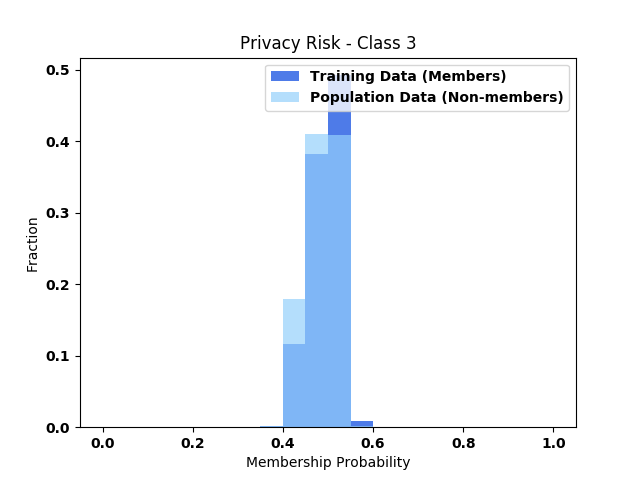 Privacy Risk - Class 3
Training Data (Members)
Population Data (Non-members)
0.5
0.4
0.3
0.2
0.1
0.0
Fraction
0.0 0.2 0.4 0.6 0.8 1.0
Membership Probability